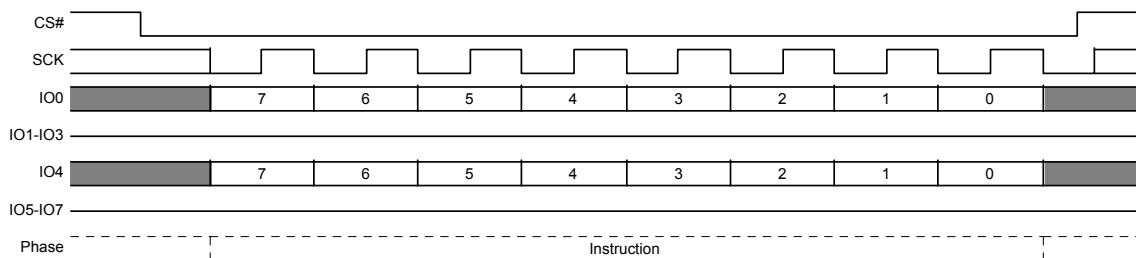 CS#
SCK
IO0 7 6 5 4 3 2 1 0
IO1-IO3
IO4 7 6 5 4 3 2 1 0
IO5-IO7
Phase Instruction